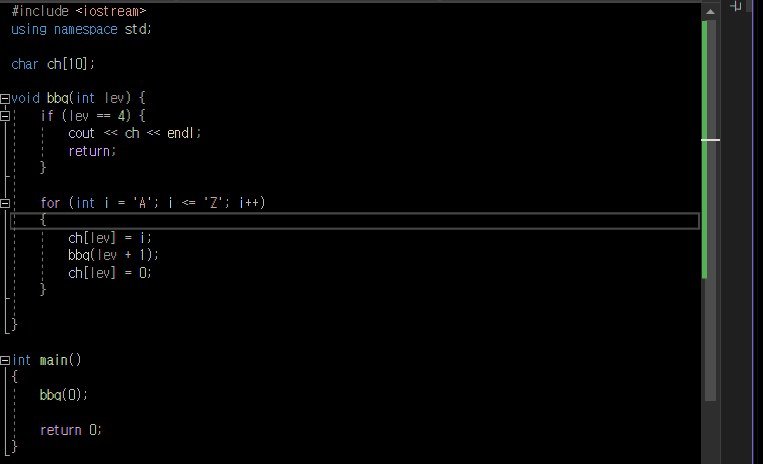 #include <iostream>
using namespace std;
char ch[10];
void bbq(int lev) {
if (lev == 4) {
cout << ch << endl;
return;
}
for (int i = 'A'; i <= 'Z'; i++)
{
ch[lev] = i;
bbq(lev + 1);
ch[lev] = 0;
}
}
int main()
{
bbq(0);
return 0;
}